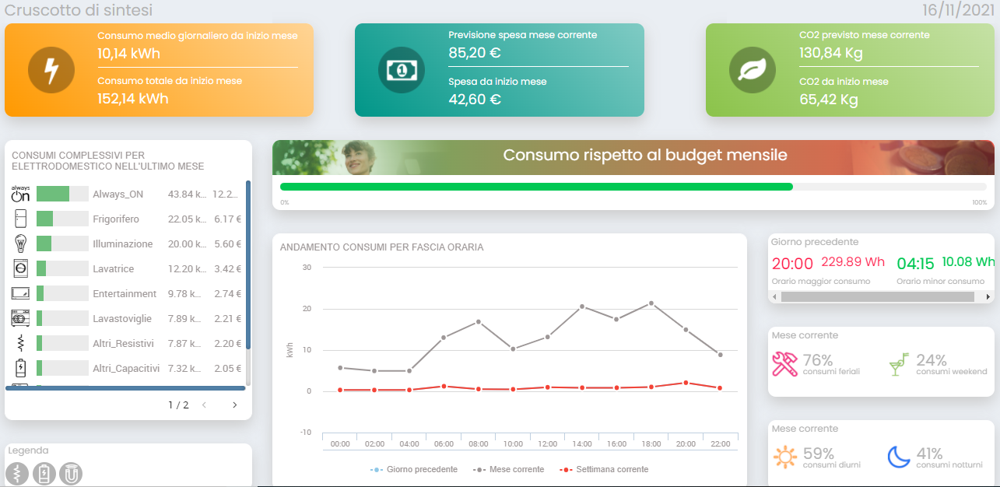 Cruscotto di sintesi
16/11/2021
Consumo medio giornaliero da inizio mese
10,14 kWh
Consumo totale da inizio mese
152,14 kWh
Previsione spesa mese corrente
85,20 €
Spesa da inizio mese
42,60 €
CO2 previsto mese corrente
130,84 Kg
CO2 da inizio mese
65,42 Kg
CONSUMI COMPLESSIVI PER
ELETTRODOMESTICO NELL'ULTIMO MESE
always
on
Always_ON 43.84 k... 12.2...
Frigorifero 22.05 k... 6.17 €
Illuminazione 20.00 k... 5.60 €
Lavatrice 12.20 k... 3.42 €
Entertainment 9.78 k... 2.74 €
Lavastoviglie 7.89 k... 2.21 €
Altri_Resistivi 7.87 k... 2.20 €
Altri_Capacitivi 7.32 k... 2.05 €
1 / 2
Legenda
Consumo rispetto al budget mensile
0% 100%
ANDAMENTO CONSUMI PER FASCIA ORARIA
30
20
10
0
-10
kWh
00:00 02:00 04:00 06:00 08:00 10:00 12:00 14:00 16:00 18:00 20:00 22:00
Giorno precedente Mese corrente Settimana corrente
Giorno precedente
20:00 229.89 Wh 04:15 10.08 Wh
Orario maggior consumo Orario minor consumo
Mese corrente
76% 24%
consumi feriali consumi weekend
Mese corrente
59% 41%
consumi diurni consumi notturni